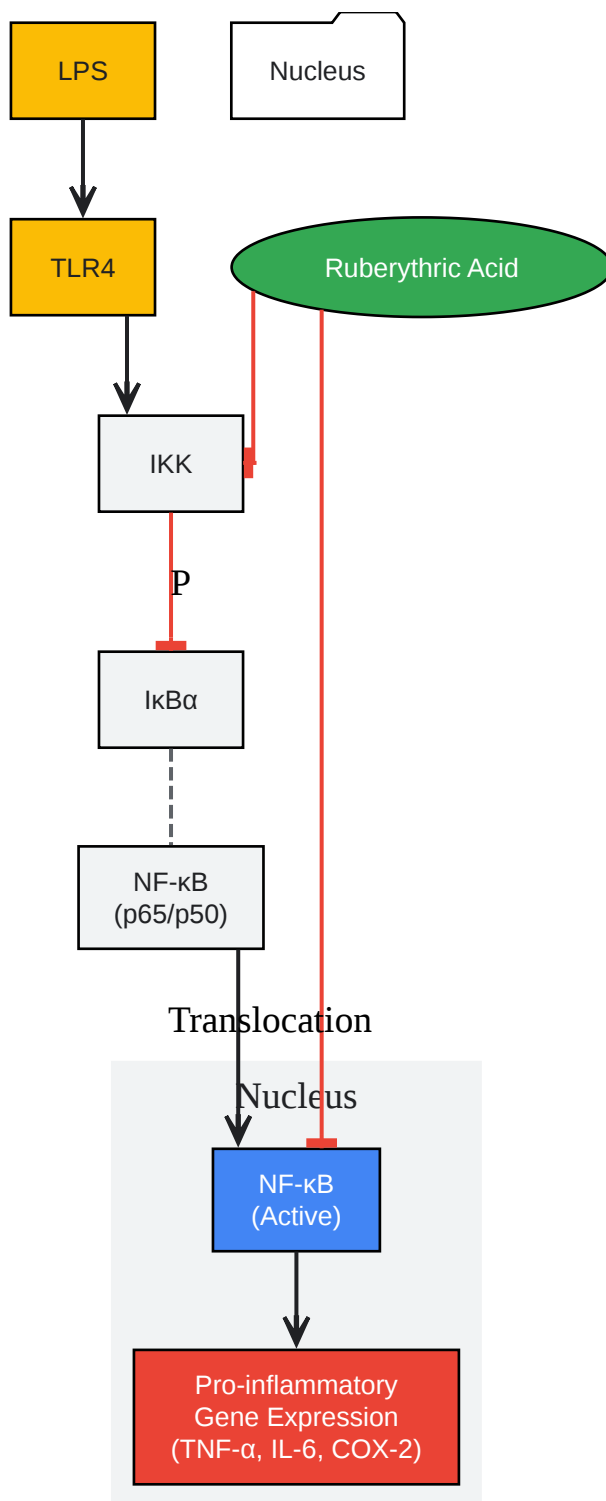 LPS
Nucleus
TLR4
Ruberythric Acid
IKK
P
IκBα
NF-κB
(p65/p50)
Translocation
Nucleus
NF-κB
(Active)
Pro-inflammatory
Gene Expression
(TNF-α, IL-6, COX-2)